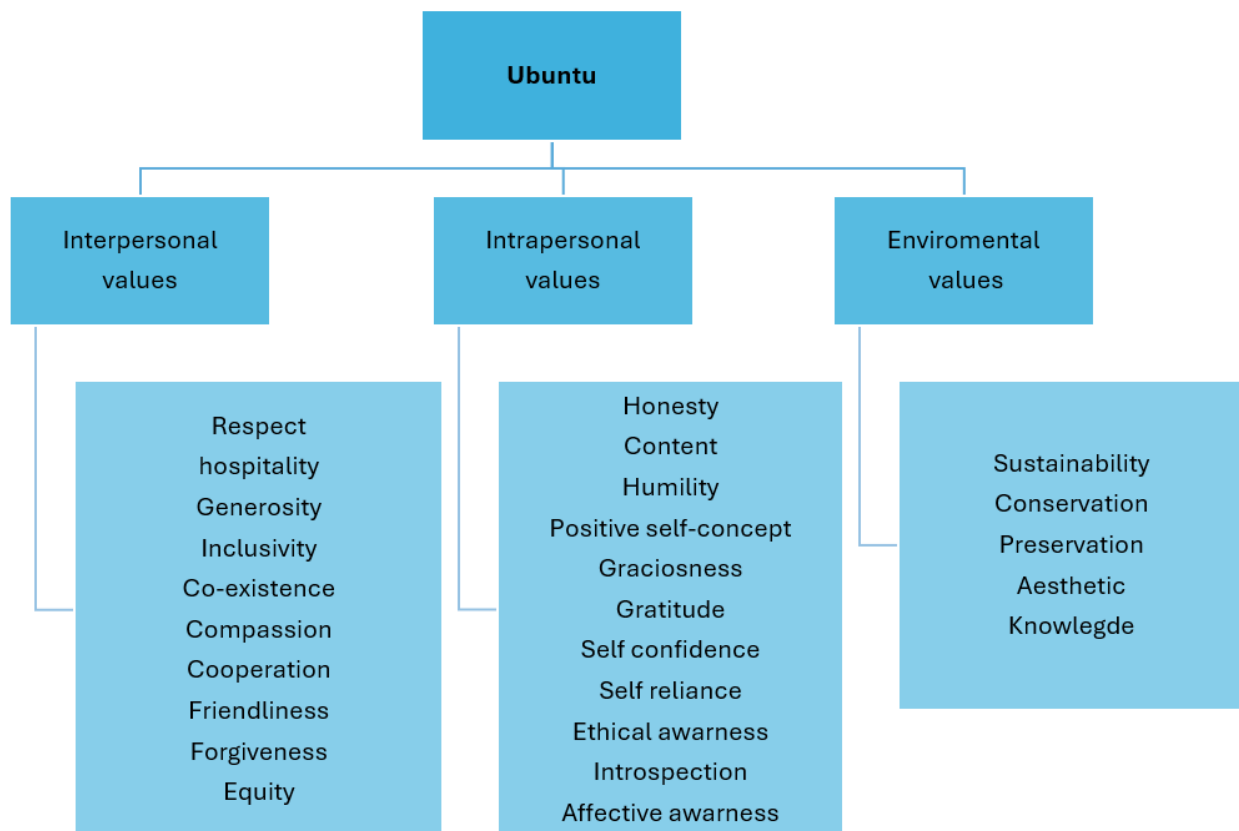 Ubuntu
Interpersonal
values
Intrapersonal
values
Enviromental
values
Respect
hospitality
Generosity
Inclusivity
Co-existence
Compassion
Cooperation
Friendliness
Forgiveness
Equity
Honesty
Content
Humility
Positive self-concept
Graciosness
Gratitude
Self confidence
Self reliance
Ethical awarness
Introspection
Affective awarness
Sustainability
Conservation
Preservation
Aesthetic
Knowlegde